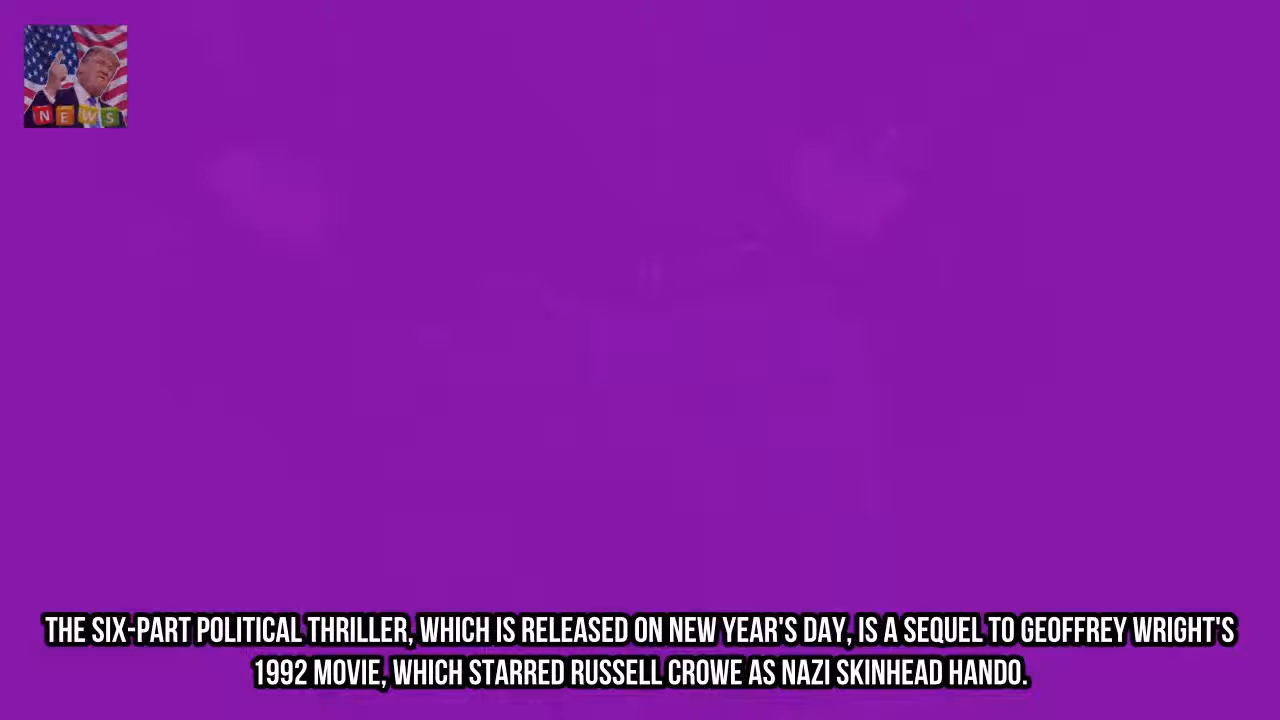 NEWS
THE SIX-PART POLITICAL THRILLER, WHICH IS RELEASED ON NEW YEAR'S DAY, IS A SEQUEL TO GEOFFREY WRIGHT'S
1992 MOVIE, WHICH STARRED RUSSELL CROWE AS NAZI SKINHEAD HANDO.